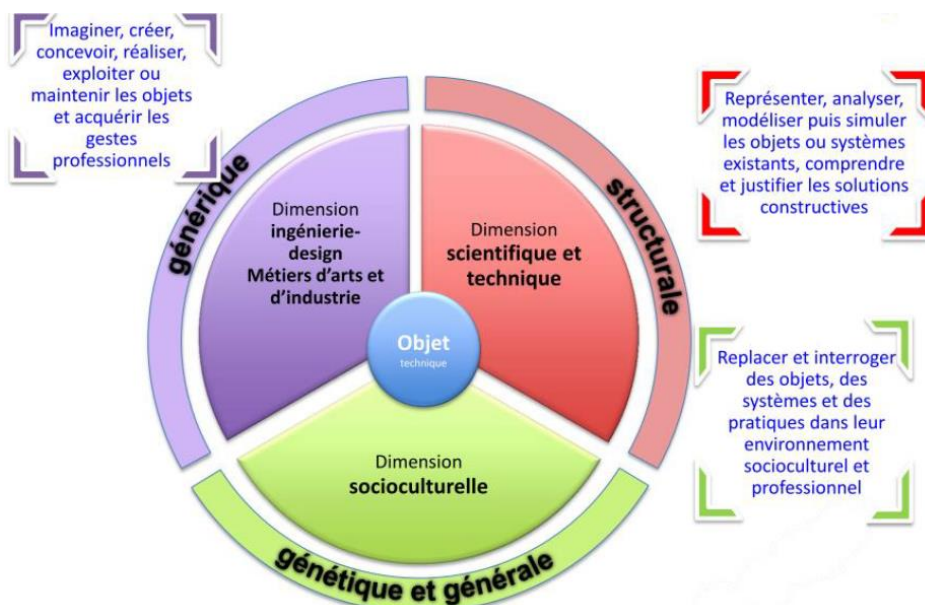 Imaginer, créer,
concevoir, réaliser,
exploiter ou
maintenir les objets
et acquérir les
gestes
professionnels
générique
Dimension
ingénierie-
design
Métiers d'arts et
d'industrie
Dimension
scientifique et
technique
structurale
Représenter, analyser,
modéliser puis simuler
les objets ou systèmes
existants, comprendre
et justifier les solutions
constructives
Objet
technique
Dimension
socioculturelle
génétique et générale
Replacer et interroger
des objets, des
systèmes et des
pratiques dans leur
environnement
socioculturel et
professionnel